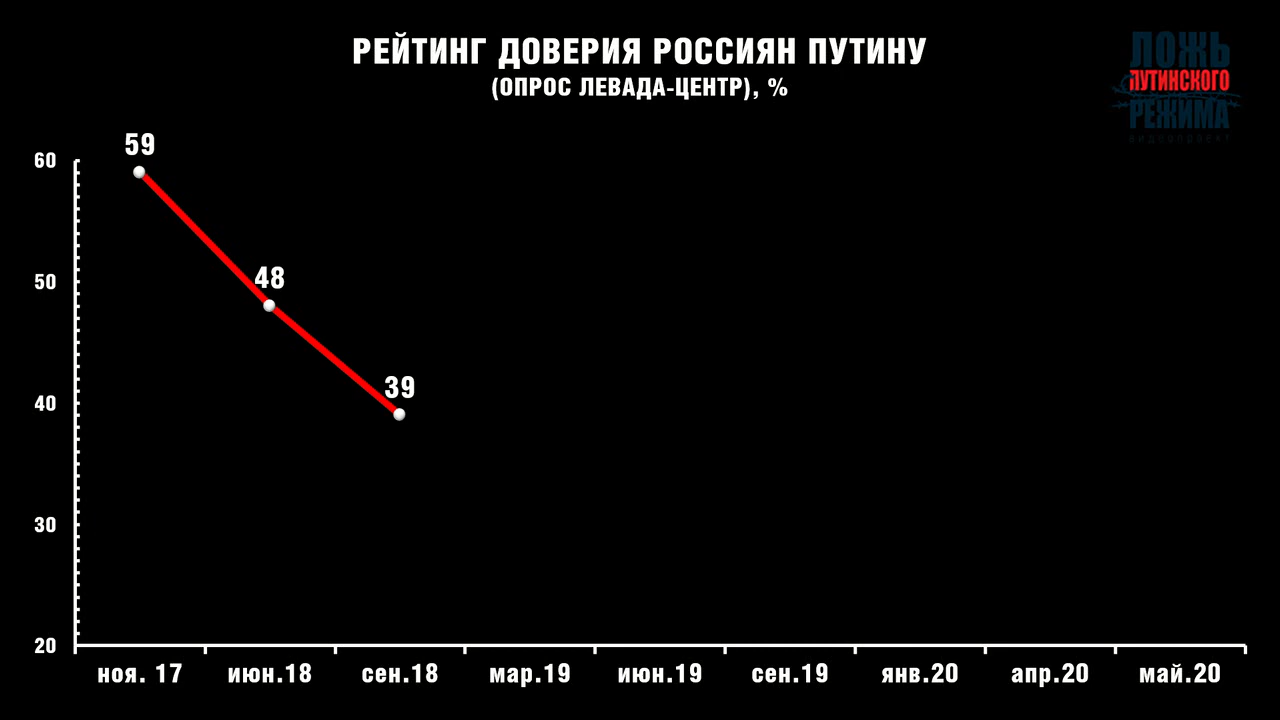 РЕЙТИНГ ДОВЕРИЯ РОССИЯН ПУТИНУ
(ОПРОС ЛЕВАДА-ЦЕНТР), %
ЛОЖЬ
ПУТИНСКОГО
РЕЖИМА
видеопроект
60
59
50
48
40
39
30
20
ноя. 17 июн.18 сен.18 мар.19 июн.19 сен.19 янв.20 апр.20 май.20